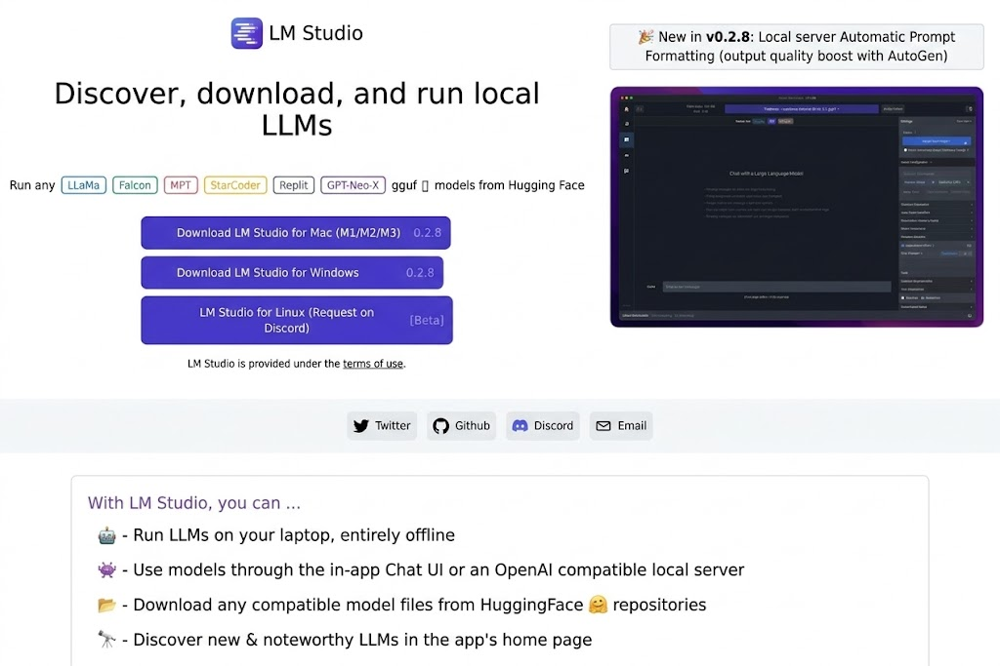 LM Studio
Discover, download, and run local
LLMs
Run any LLaMa Falcon MPT StarCoder Replit GPT-Neo-X gguf models from Hugging Face
Download LM Studio for Mac (M1/M2/M3) 0.2.8
Download LM Studio for Windows 0.2.8
LM Studio for Linux (Request on
Discord) [Beta]
LM Studio is provided under the terms of use.
🎉 New in v0.2.8: Local server Automatic Prompt
Formatting (output quality boost with AutoGen)
Chat with a Large Language Model
Twitter Github Discord Email
With LM Studio, you can ...
🤖 - Run LLMs on your laptop, entirely offline
👾 - Use models through the in-app Chat UI or an OpenAI compatible local server
📂 - Download any compatible model files from HuggingFace 🤗 repositories
🔭 - Discover new & noteworthy LLMs in the app's home page